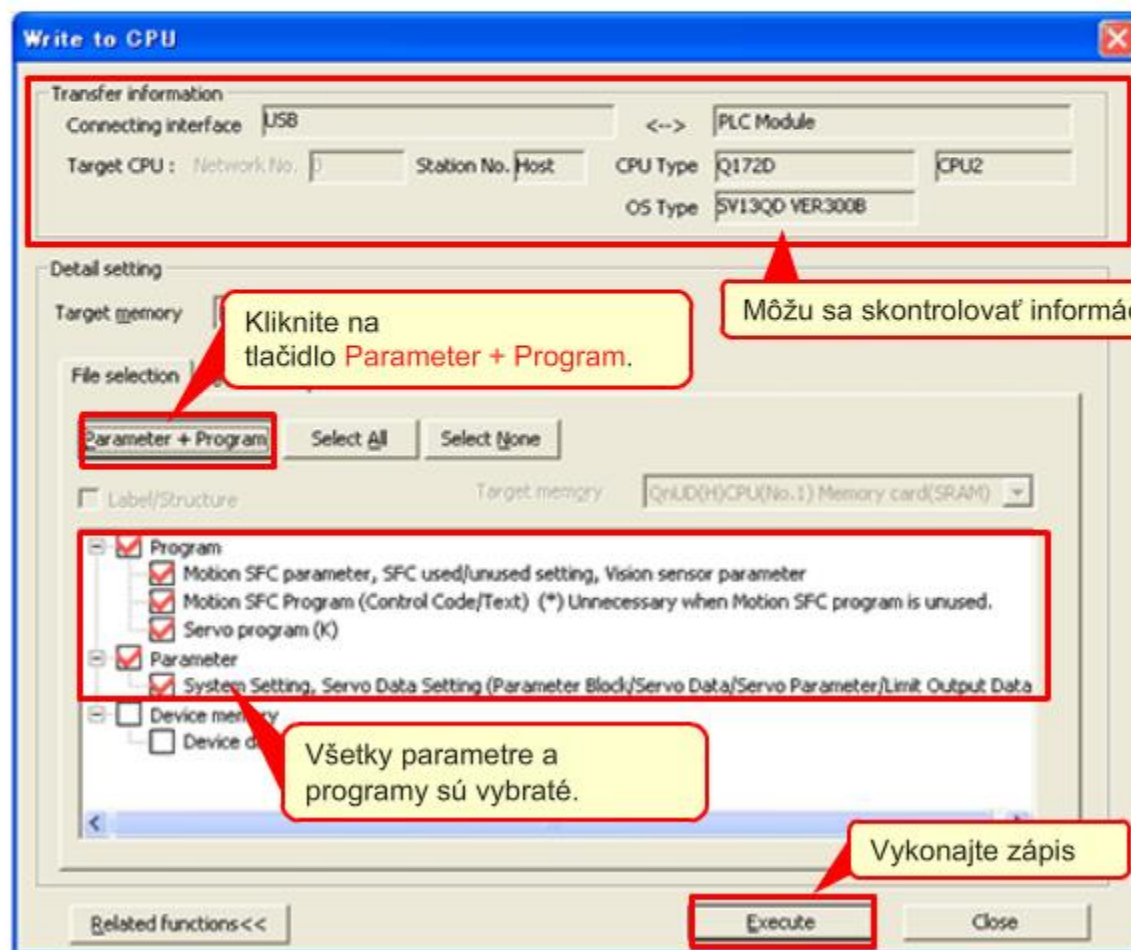 Write to CPU
Transfer information
Connecting interface USB <--> PLC Module
Target CPU : Network No. 0 Station No. Host CPU Type Q172D CPU2
OS Type SV13QD VER300B
Detail setting
Target memory
Môžu sa skontrolovať
Kliknite na
tlačidlo Parameter + Program.
File selection
Parameter + Program Select All Select None
Label/Structure Target memory QnUD(H)CPU(No.1) Memory card(SRAM)
Program
Motion SFC parameter, SFC used/unused setting, Vision sensor parameter
Motion SFC Program (Control Code/Text) (*) Unnecessary when Motion SFC program is unused.
Servo program (K)
Parameter
System Setting, Servo Data Setting (Parameter Block/Servo Data/Servo Parameter/Limit Output Data
Device memory
Device
Všetky parametre a
programy sú vybraté.
Vykonajte zápis
Related functions<< Execute Close